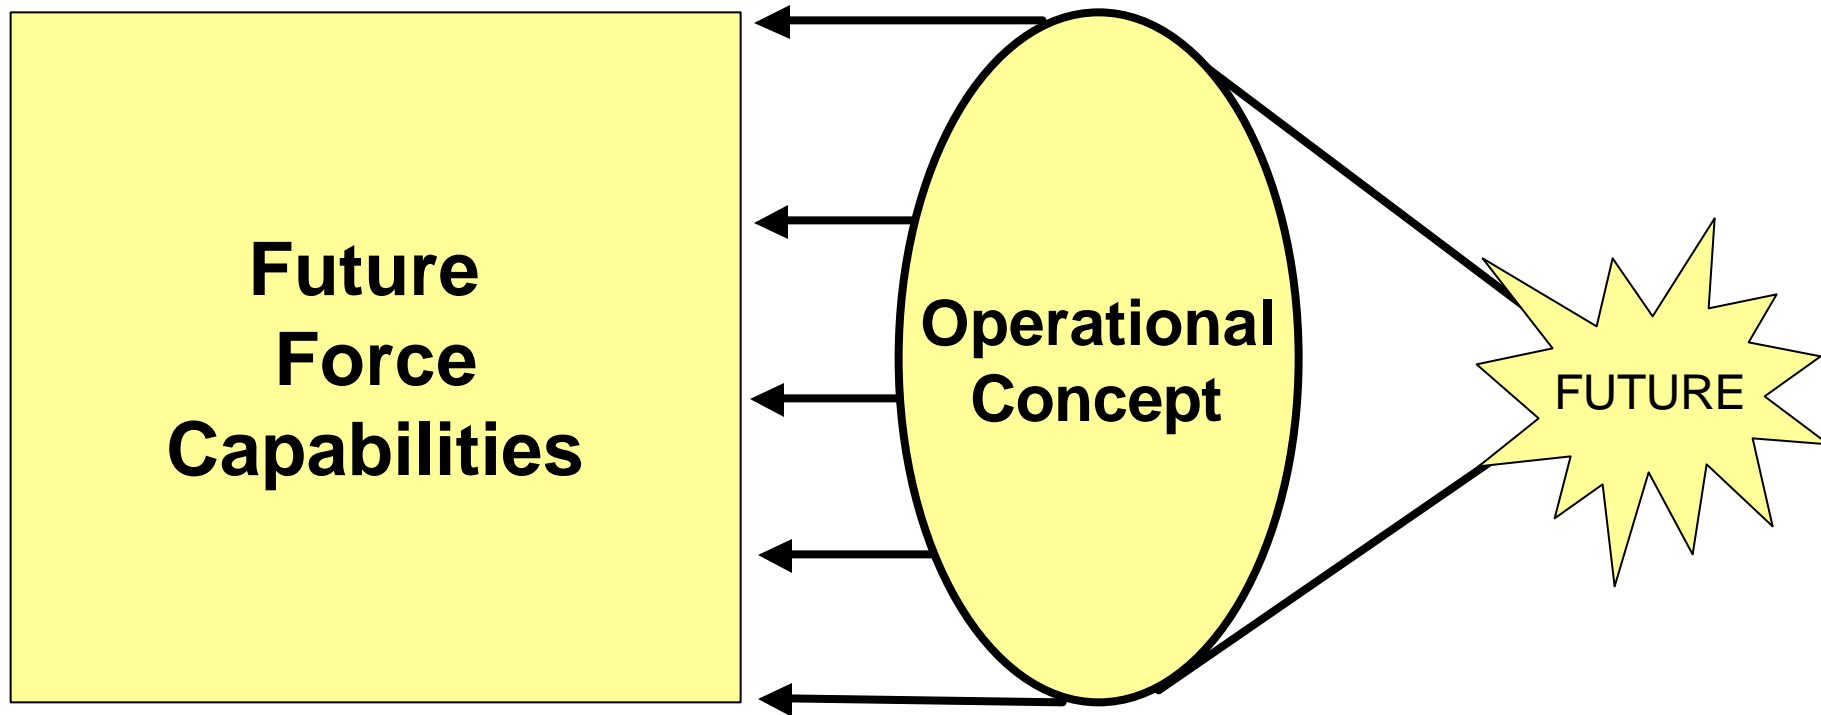 Future
Force
Capabilities
Operational
Concept
FUTURE